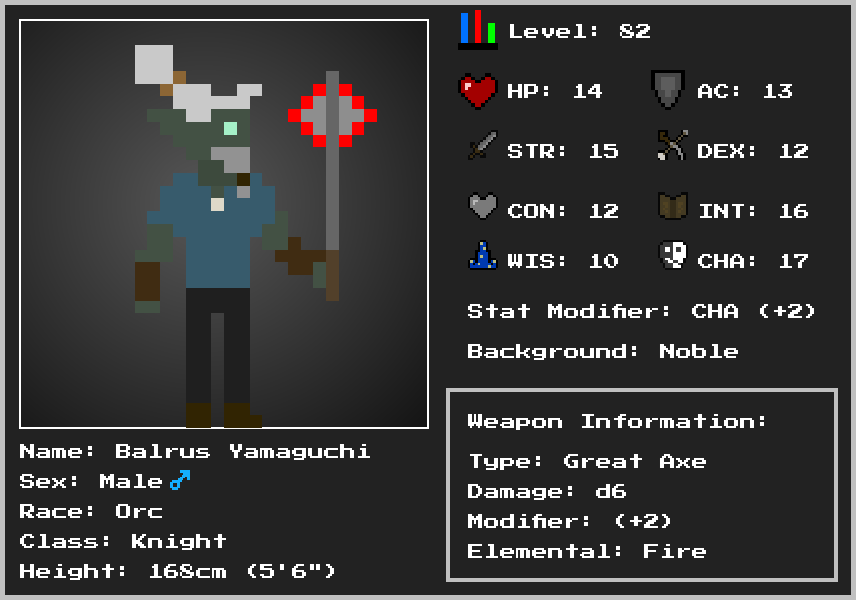 Level: 82
HP: 14 AC: 13
STR: 15 DEX: 12
CON: 12 INT: 16
WIS: 10 CHA: 17
Stat Modifier: CHA (+2)
Background: Noble
Weapon Information:
Type: Great Axe
Damage: d6
Modifier: (+2)
Elemental: Fire
Name: Balrus Yamaguchi
Sex: Male♂
Race: Orc
Class: Knight
Height: 168cm (5'6")